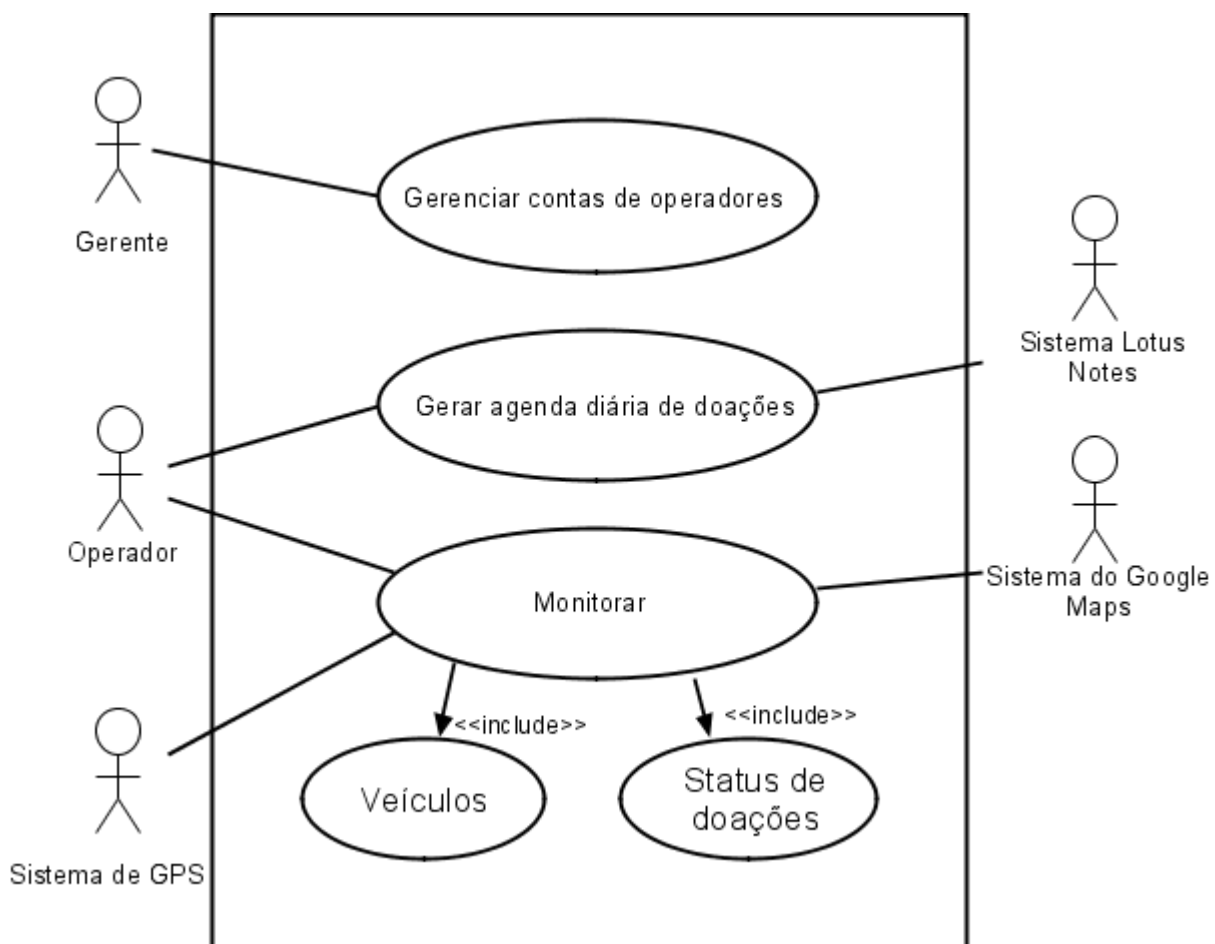 Gerenciar contas de operadores
Gerente
Sistema Lotus
Notes
Gerar agenda diária de doações
Operador
Sistema do Google
Maps
Monitorar
<<include>>
<<include>>
Veículos
Status de
doações
Sistema de GPS